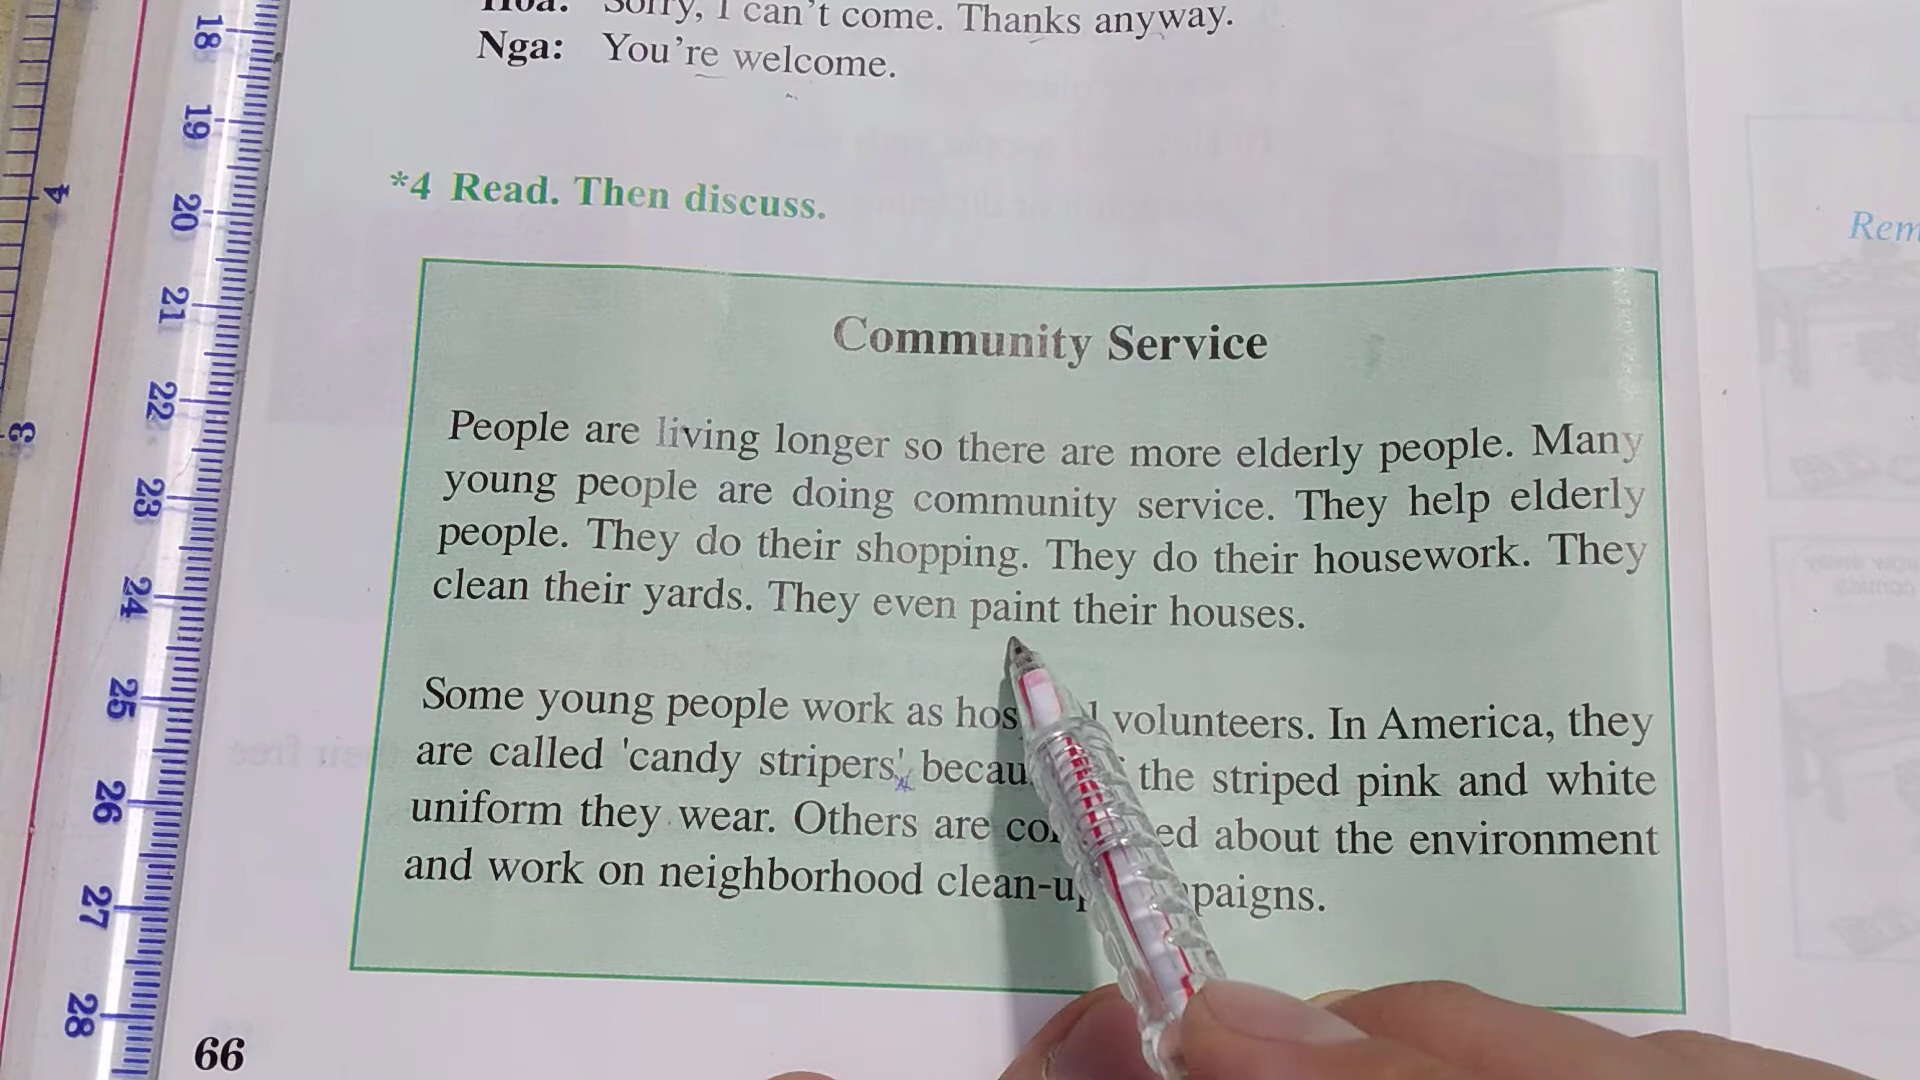 Hoa: Sorry, I can't come. Thanks anyway.
Nga: You're welcome.
*4 Read. Then discuss.
Community Service
People are living longer so there are more elderly people. Many
young people are doing community service. They help elderly
people. They do their shopping. They do their housework. They
clean their yards. They even paint their houses.
Some young people work as volunteers. In America, they
are called 'candy stripers' the striped pink and white
uniform they wear. Others are about the environment
and work on neighborhood
66
Rem
18
19
20
21
22
23
24
25
26
27
28
4
3